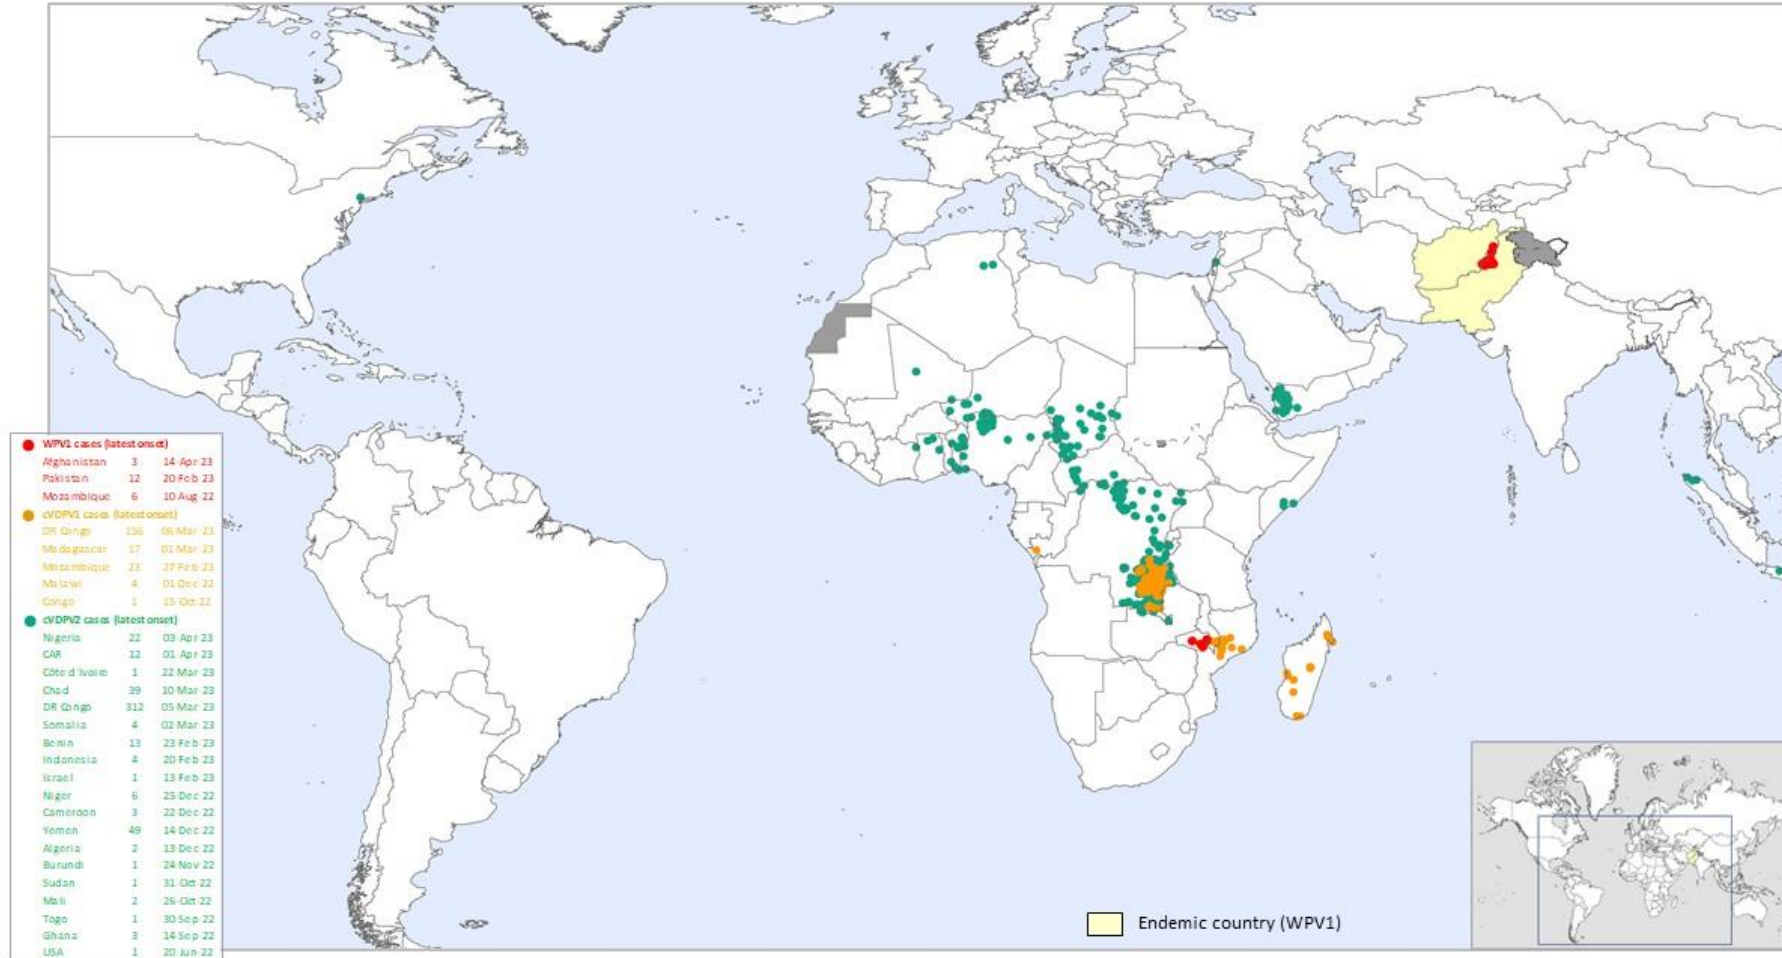 WPV1 cases (latest onset)
Afghanistan 3 14-Apr-23
Pakistan 12 20-Feb-23
Mozambique 6 10-Aug-22
cVDPV1 cases (latest onset)
DR Congo 156 06-Mar-23
Madagascar 17 01-Mar-23
Mozambique 23 27-Feb-23
Malawi 4 01-Dec-22
Congo 1 15-Oct-22
cVDPV2 cases (latest onset)
Nigeria 22 03-Apr-23
CAR 12 01-Apr-23
Côte d Ivoire 1 22-Mar-23
Chad 39 10-Mar-23
DR Congo 312 05-Mar-23
Somalia 4 02-Mar-23
Benin 13 23-Feb-23
Indonesia 4 20-Feb-23
Israel 1 13-Feb-23
Niger 6 25-Dec-22
Cameroon 3 22-Dec-22
Yemen 49 14-Dec-22
Algeria 2 13-Dec-22
Burundi 1 24-Nov-22
Sudan 1 31-Oct-22
Mali 2 26-Oct-22
Togo 1 30-Sep-22
Ghana 3 14-Sep-22
USA 1 20-Jun-22
Endemic country (WPV1)